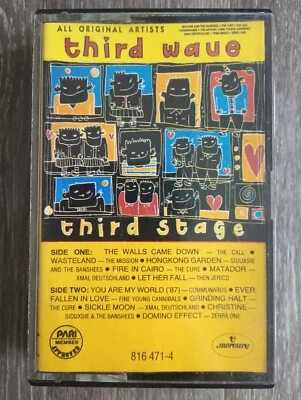 ALL ORIGINAL ARTISTS
third wave
third stage
SIDE ONE: THE WALLS CAME DOWN — THE CALL ●
WASTELAND — THE MISSION ● HONGKONG GARDEN — SIOUXSIE
AND THE BANSHEES ● FIRE IN CAIRO — THE CURE ● MATADOR —
XMAL DEUTSCHLAND ● LET HER FALL — THEN JERICO
SIDE TWO: YOU ARE MY WORLD ('87) — COMMUNARDS ● EVER
FALLEN IN LOVE — FINE YOUNG CANNIBALS ● GRINDING HALT —
THE CURE ● SICKLE MOON — XMAL DEUTSCHLAND ● CHRISTINE —
SIOUXSIE & THE BANSHEES ● DOMINO EFFECT — ZERRA ONE
PARI
MEMBER
APPROVED
816 471-4
mercury